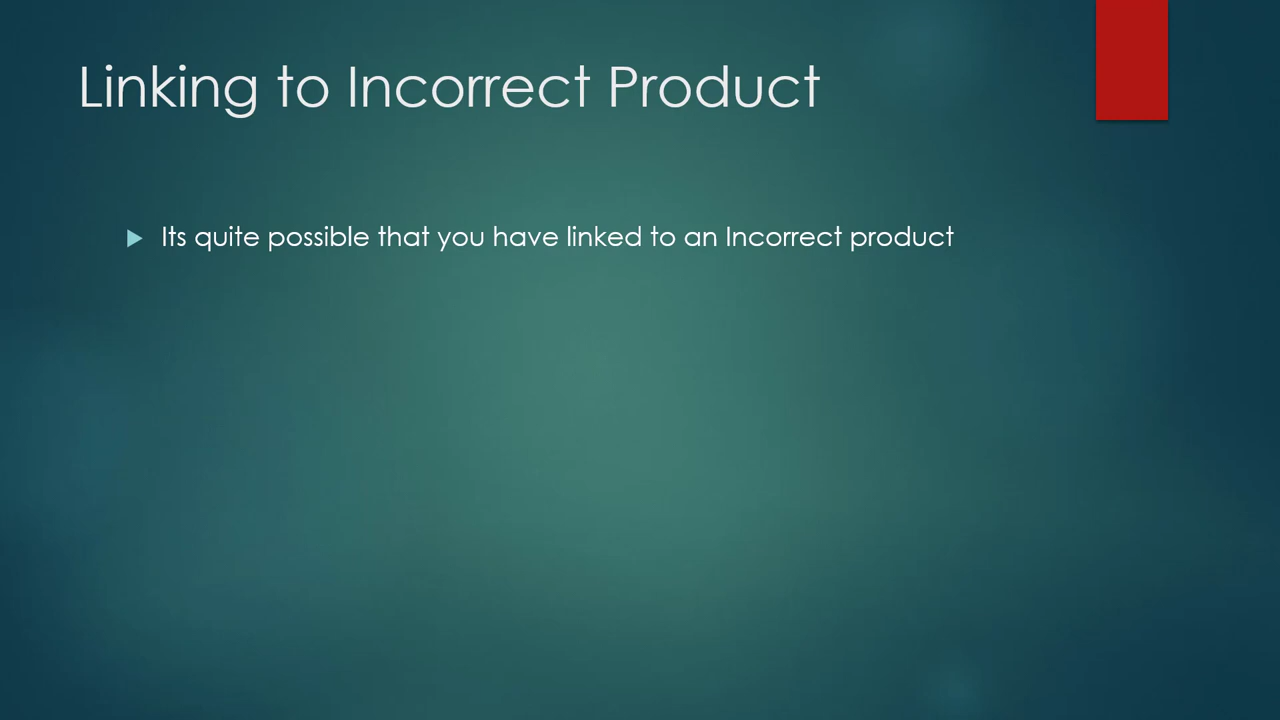 Linking to Incorrect Product
Its quite possible that you have linked to an Incorrect product